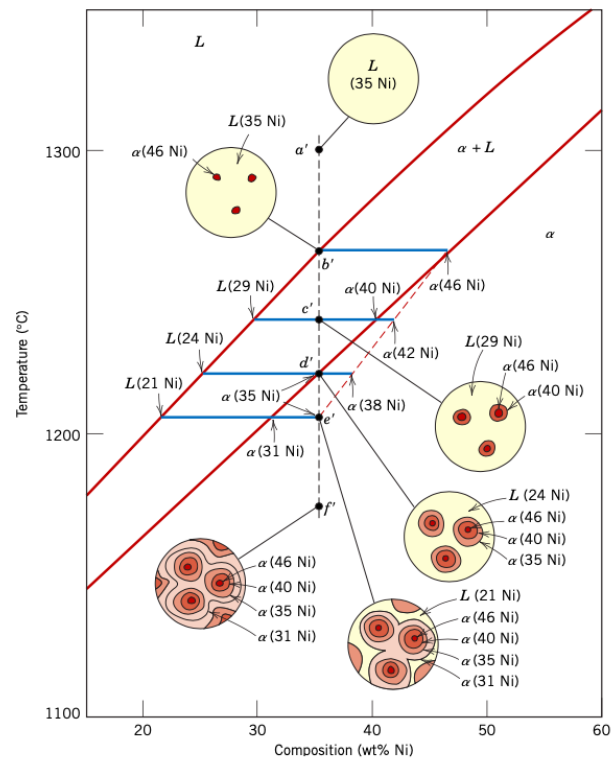 L
L
(35 Ni)
L(35 Ni)
α(46 Ni)
a′
1300
α + L
α
b′
L(29 Ni)
α(40 Ni)
α(46 Ni)
c′
L(24 Ni)
α(42 Ni)
L(29 Ni)
α(46 Ni)
α(40 Ni)
d′
L(21 Ni)
α(35 Ni)
α(38 Ni)
e′
1200
α(31 Ni)
Temperature (°C)
f′
L (24 Ni)
α(46 Ni)
α(40 Ni)
α(35 Ni)
α(46 Ni)
α(40 Ni)
α(35 Ni)
α(31 Ni)
L (21 Ni)
α(46 Ni)
α(40 Ni)
α(35 Ni)
α(31 Ni)
1100
20 30 40 50 60
Composition (wt% Ni)